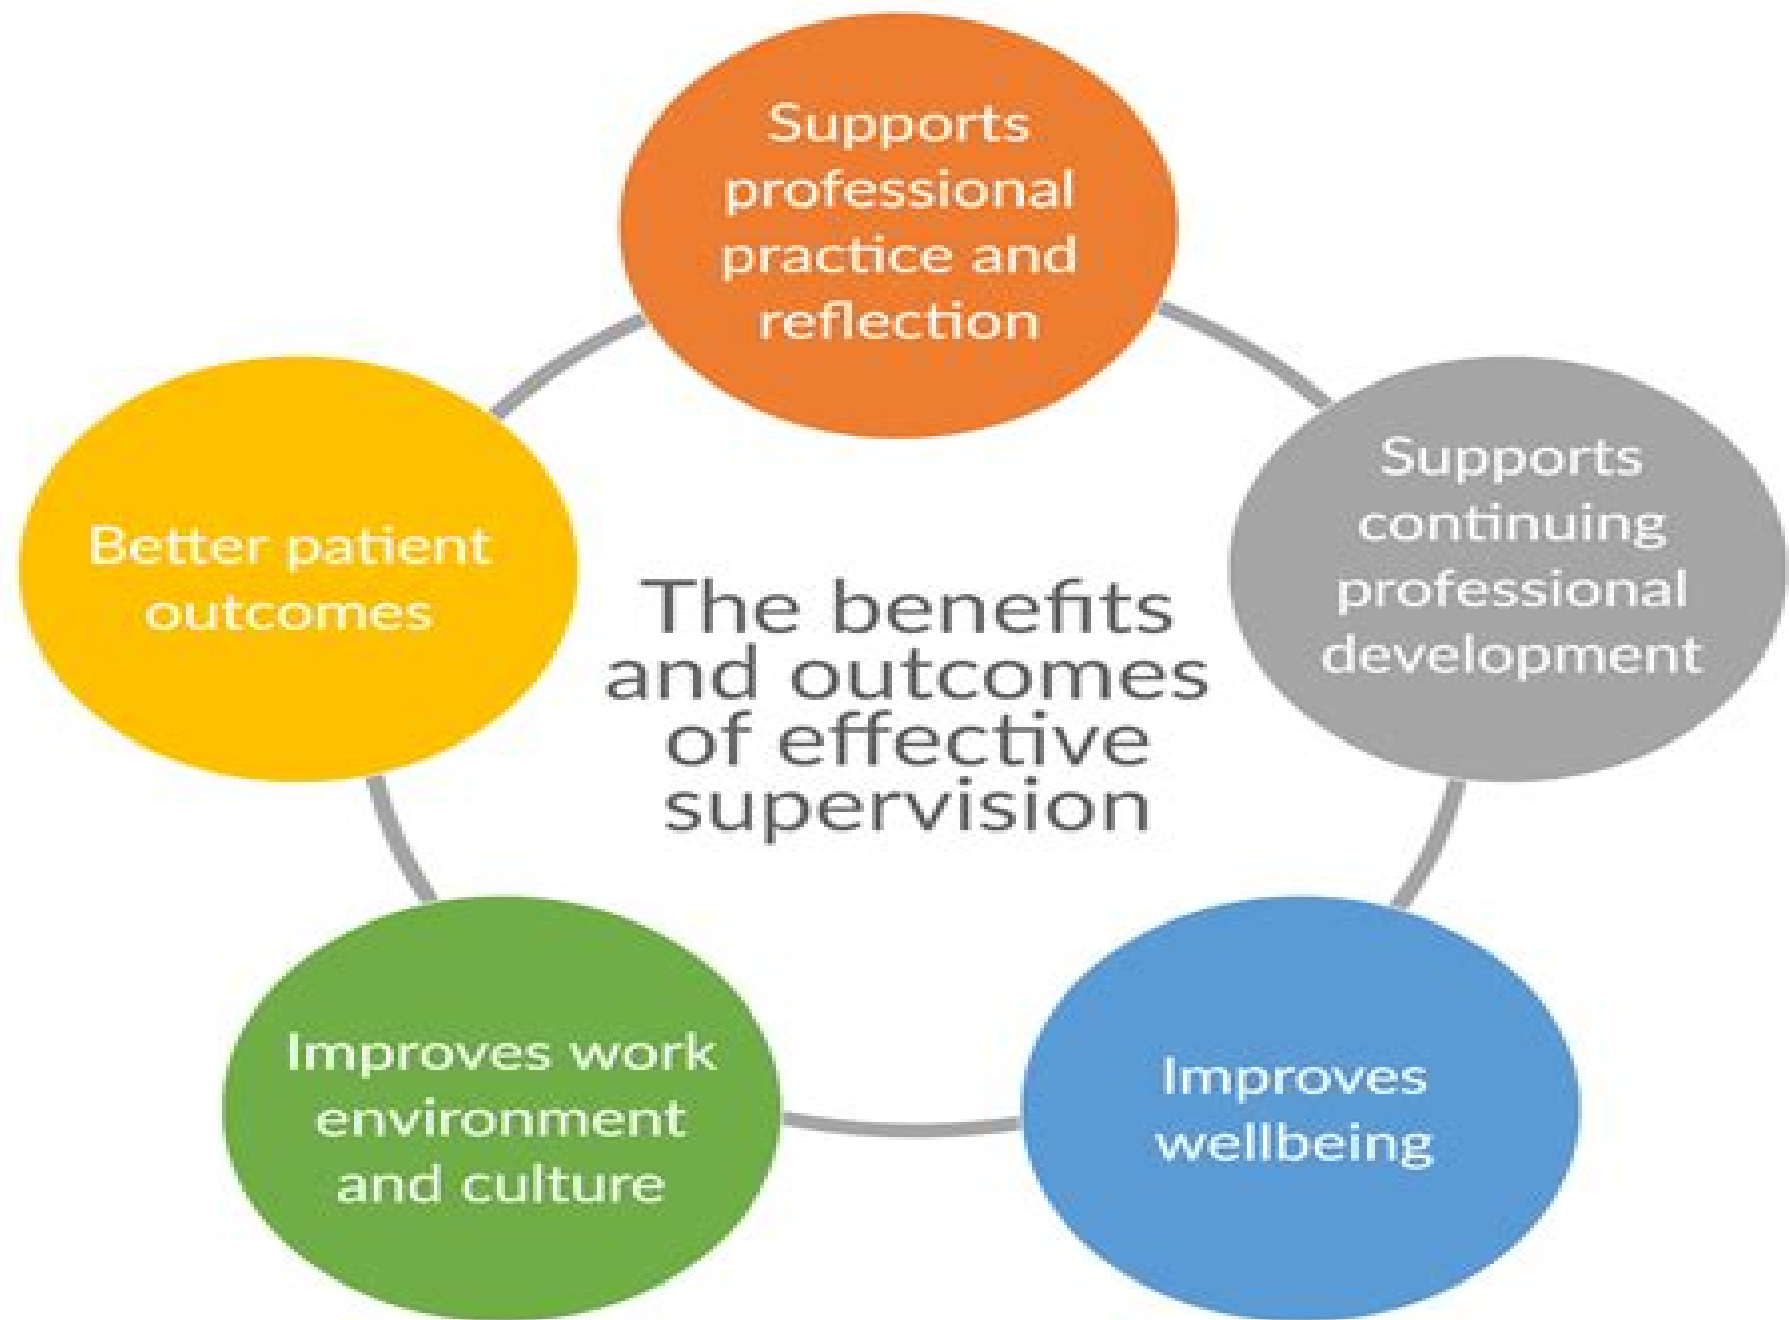 Supports
professional
practice and
reflection
Supports
continuing
professional
development
Better patient
outcomes
The benefits
and outcomes
of effective
supervision
Improves work
environment
and culture
Improves
wellbeing